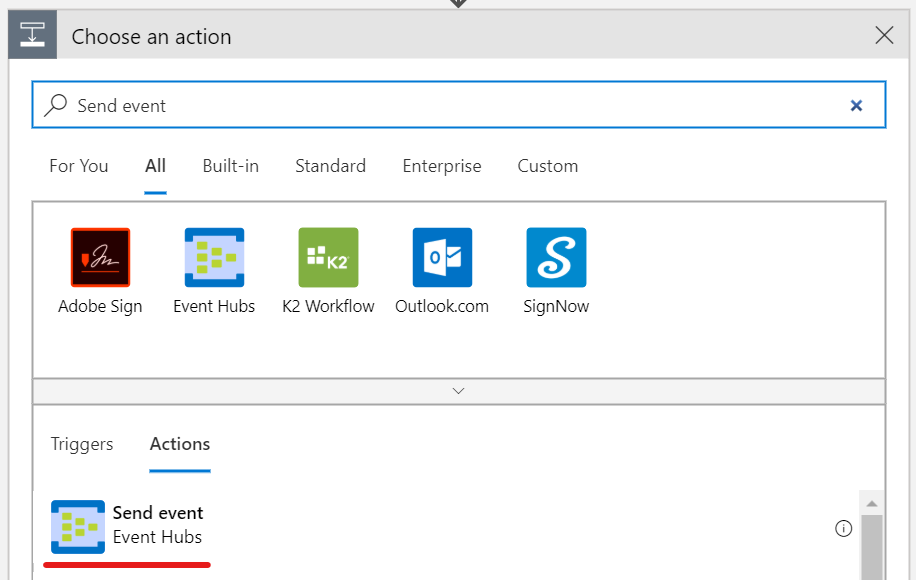 Choose an action
Send event
For You All Built-in Standard Enterprise Custom
K2
Adobe Sign Event Hubs K2 Workflow Outlook.com SignNow
Triggers Actions
Send event
Event Hubs